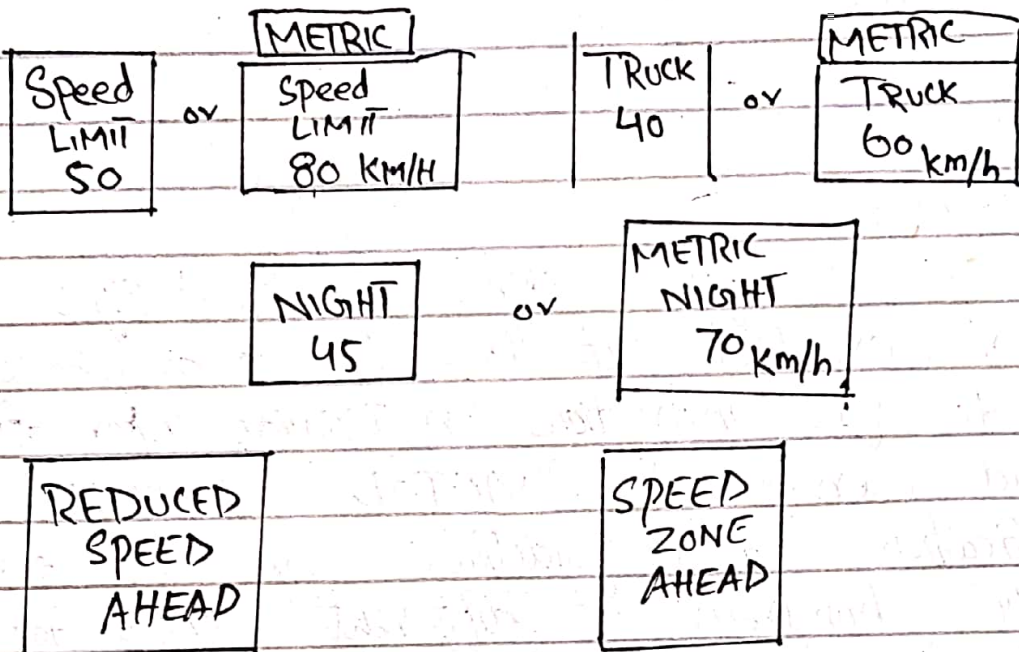 METRIC
Speed
LIMIT
50
or
Speed
LIMIT
80 KM/H
TRUCK
40
or
METRIC
TRUCK
60 km/h
NIGHT
45
or
METRIC
NIGHT
70 km/h
REDUCED
SPEED
AHEAD
SPEED
ZONE
AHEAD